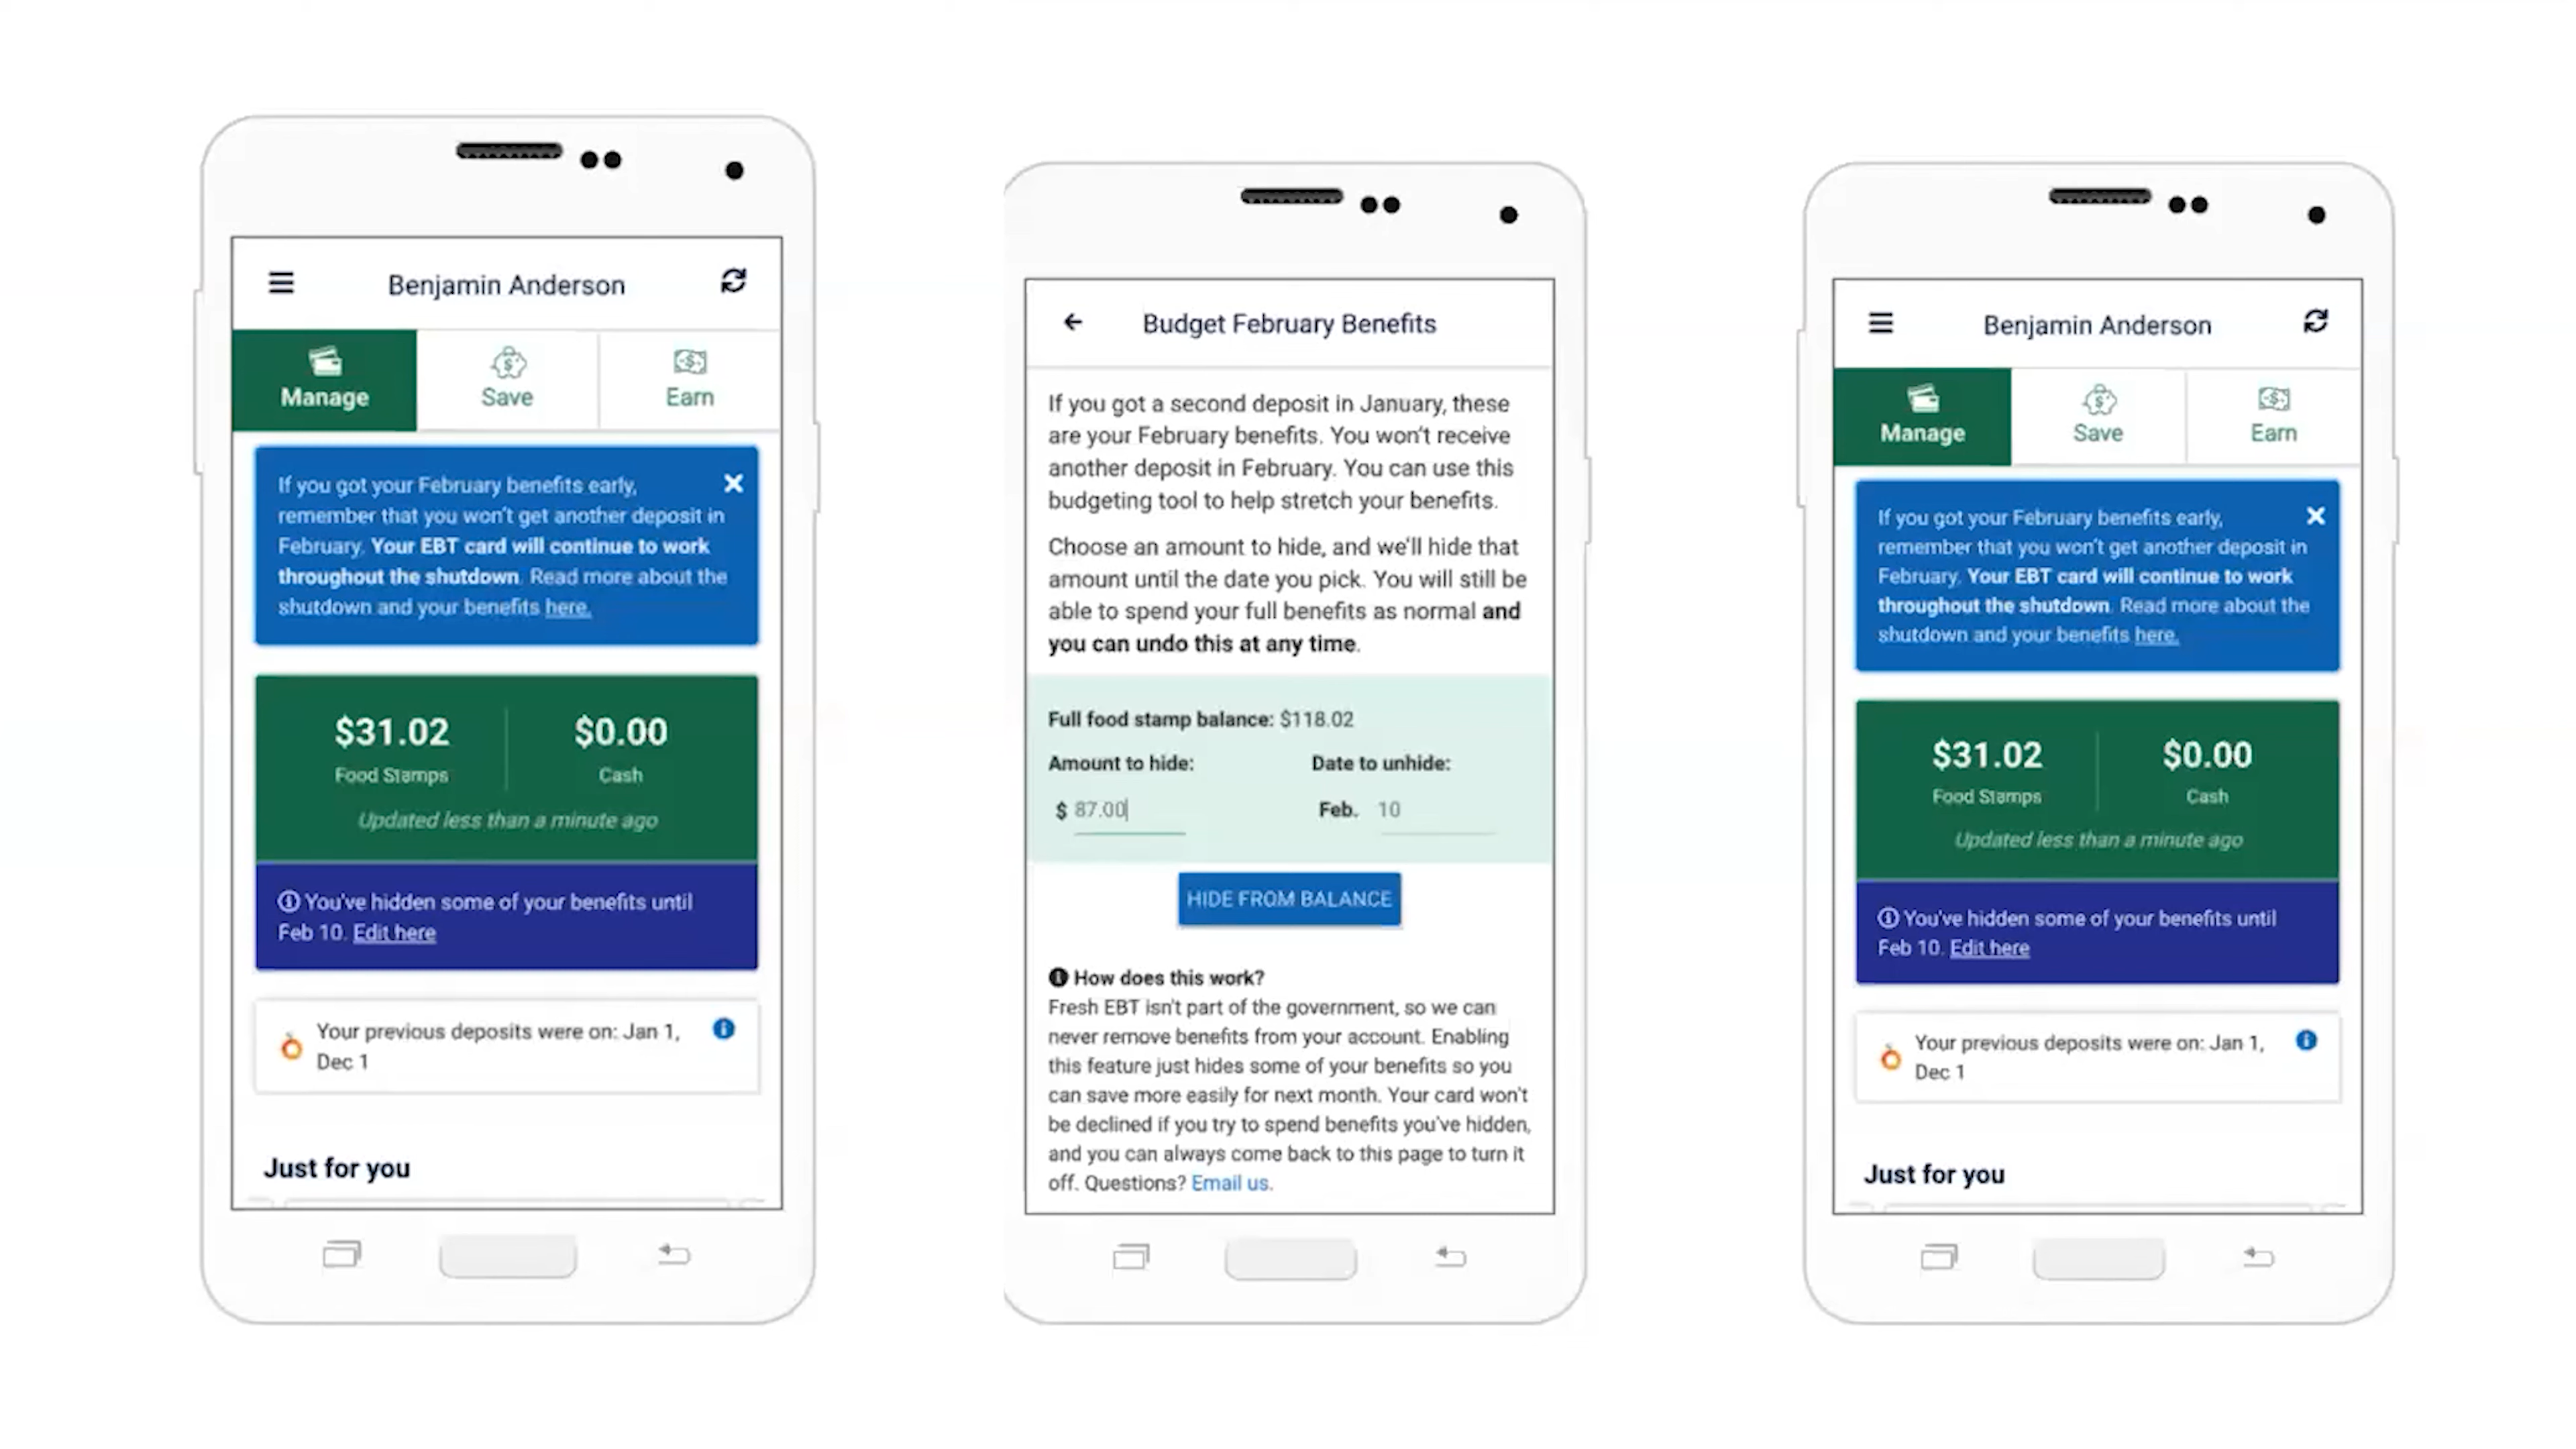 Benjamin Anderson
Manage
Save
Earn
If you got your February benefits early,
remember that you won't get another deposit in
February. Your EBT card will continue to work
throughout the shutdown. Read more about the
shutdown and your benefits here.
$31.02
$0.00
Food Stamps
Cash
Updated less than a minute ago
You've hidden some of your benefits until
Feb 10. Edit here
Your previous deposits were on: Jan 1,
Dec 1
Just for you
Budget February Benefits
If you got a second deposit in January, these
are your February benefits. You won't receive
another deposit in February. You can use this
budgeting tool to help stretch your benefits.
Choose an amount to hide, and we'll hide that
amount until the date you pick. You will still be
able to spend your full benefits as normal and
you can undo this at any time.
Full food stamp balance: $118.02
Amount to hide:
Date to unhide:
$ 87.00
Feb. 10
HIDE FROM BALANCE
How does this work?
Fresh EBT isn't part of the government, so we can
never remove benefits from your account. Enabling
this feature just hides some of your benefits so you
can save more easily for next month. Your card won't
be declined if you try to spend benefits you've hidden,
and you can always come back to this page to turn it
off. Questions? Email us.
Benjamin Anderson
Manage
Save
Earn
If you got your February benefits early,
remember that you won't get another deposit in
February. Your EBT card will continue to work
throughout the shutdown. Read more about the
shutdown and your benefits here.
$31.02
$0.00
Food Stamps
Cash
Updated less than a minute ago
You've hidden some of your benefits until
Feb 10. Edit here
Your previous deposits were on: Jan 1,
Dec 1
Just for you